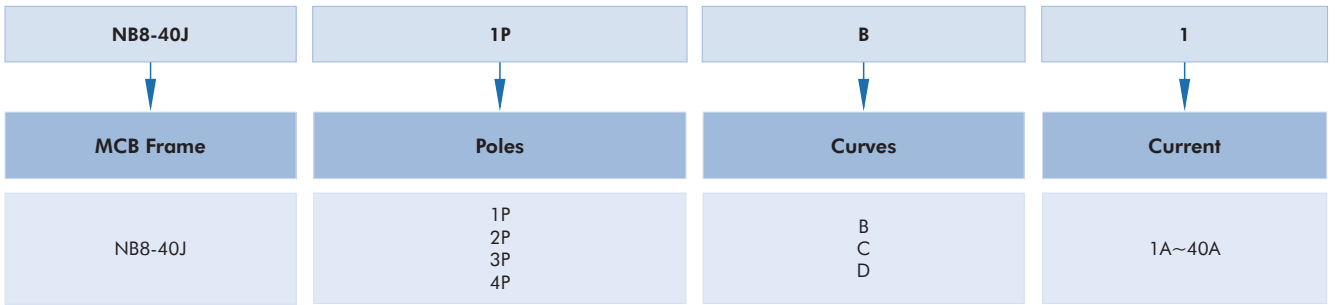 NB8-40J 1P B 1
MCB Frame Poles Curves Current
NB8-40J
1P
2P
3P
4P
B
C
D
1A~40A